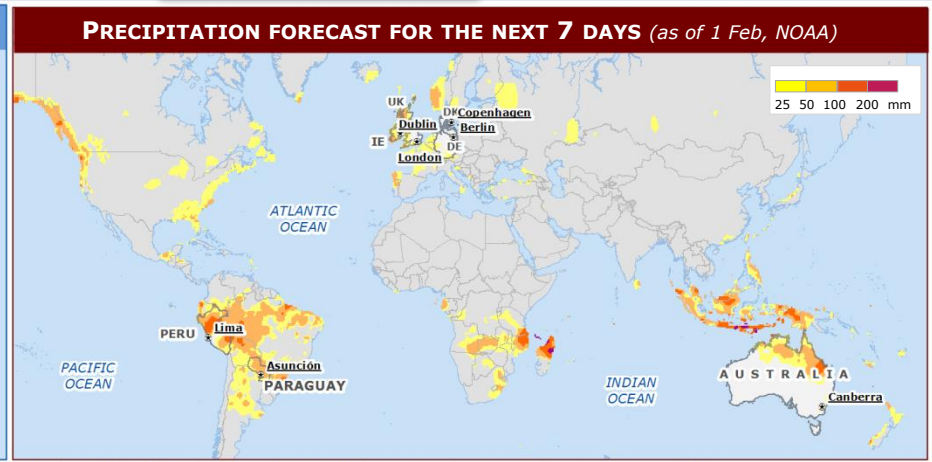 PRECIPITATION FORECAST FOR THE NEXT 7 DAYS (as of 1 Feb, NOAA)
25 50 100 200 mm
UK
DK
Copenhagen
Dublin
Berlin
IE
DE
London
ATLANTIC
OCEAN
PERU
Lima
PACIFIC
OCEAN
Asunción
PARAGUAY
INDIAN
OCEAN
AUSTRALIA
Canberra